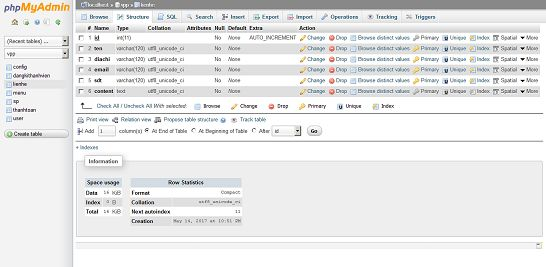 phpMyAdmin
(Recent tables) ...
vpp
config
dangkithanhvien
lienhe
menu
sp
thanhtoan
user
Create table
localhost » vpp » lienhe
Browse Structure SQL Search Insert Export Import Operations Tracking Triggers
# Name Type Collation Attributes Null Default Extra Action
1 id int(11) No None AUTO_INCREMENT Change Drop Browse distinct values Primary Unique Index Spatial More
2 ten varchar(120) utf8_unicode_ci No None Change Drop Browse distinct values Primary Unique Index Spatial More
3 diachi varchar(120) utf8_unicode_ci No None Change Drop Browse distinct values Primary Unique Index Spatial More
4 email varchar(120) utf8_unicode_ci No None Change Drop Browse distinct values Primary Unique Index Spatial More
5 sdt varchar(120) utf8_unicode_ci No None Change Drop Browse distinct values Primary Unique Index Spatial More
6 content text utf8_unicode_ci No None Change Drop Browse distinct values Primary Unique Index Spatial More
Check All / Uncheck All With selected: Browse Change Drop Primary Unique Index
Print view Relation view Propose table structure Track table
Add 1 column(s) At End of Table At Beginning of Table After id Go
+ Indexes
Information
Space usage
Data 16 KiB
Index 0 B
Total 16 KiB
Row Statistics
Format Compact
Collation utf8_unicode_ci
Next autoindex 11
Creation May 14, 2017 at 10:51 PM